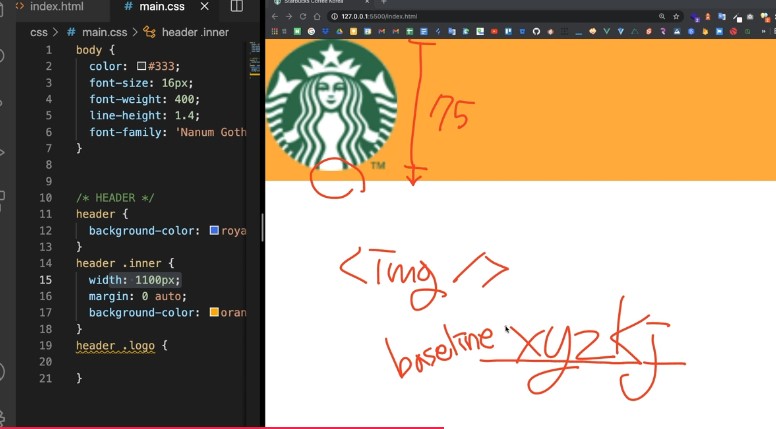 index.html
# main.css
css > # main.css > header .inner
1 body {
2 color: #333;
3 font-size: 16px;
4 font-weight: 400;
5 line-height: 1.4;
6 font-family: 'Nanum Goth
7 }
8
9
10 /* HEADER */
11 header {
12 background-color: roya
13 }
14 header .inner {
15 width: 1100px;
16 margin: 0 auto;
17 background-color: oran
18 }
19 header .logo {
20
21 }
Starbucks Coffee Korea
127.0.0.1:5500/index.html
TM
75
<img />
baseline xyzkj